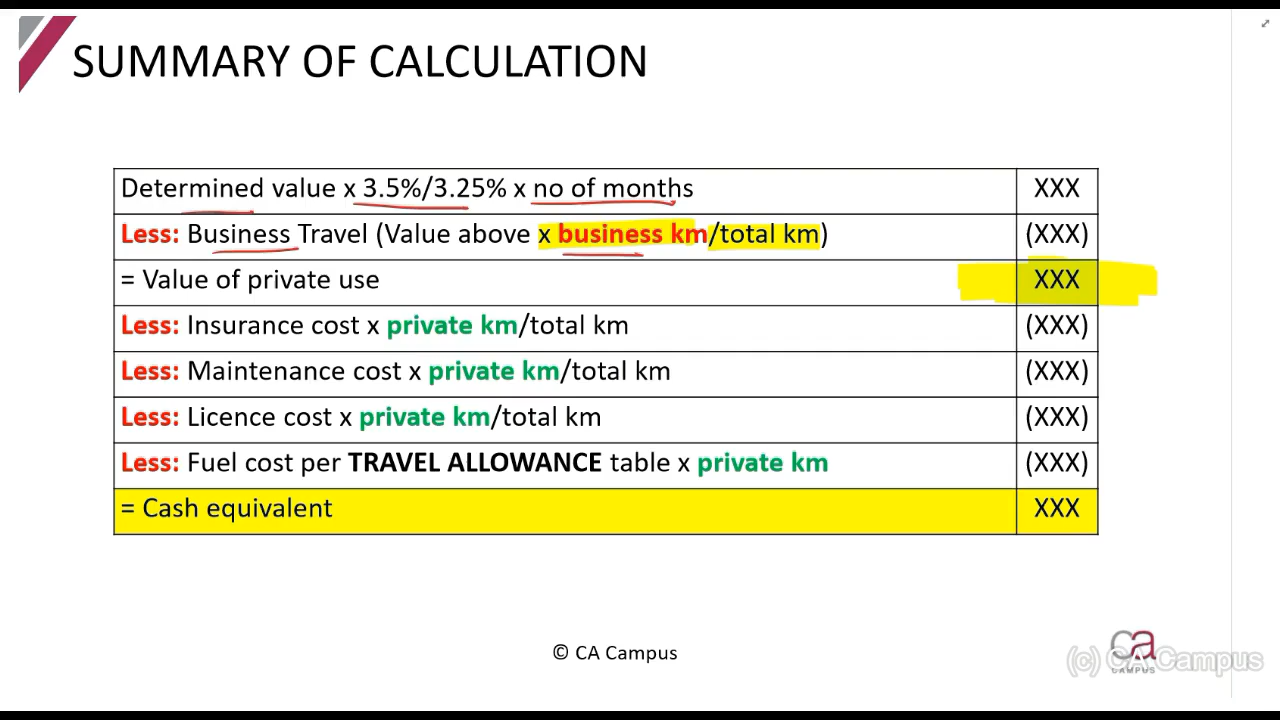 SUMMARY OF CALCULATION
Determined value x 3.5%/3.25% x no of months XXX
Less: Business Travel (Value above x business km/total km) (XXX)
= Value of private use XXX
Less: Insurance cost x private km/total km (XXX)
Less: Maintenance cost x private km/total km (XXX)
Less: Licence cost x private km/total km (XXX)
Less: Fuel cost per TRAVEL ALLOWANCE table x private km (XXX)
= Cash equivalent XXX
© CA Campus
ca
CAMPUS
(c) CA Campus